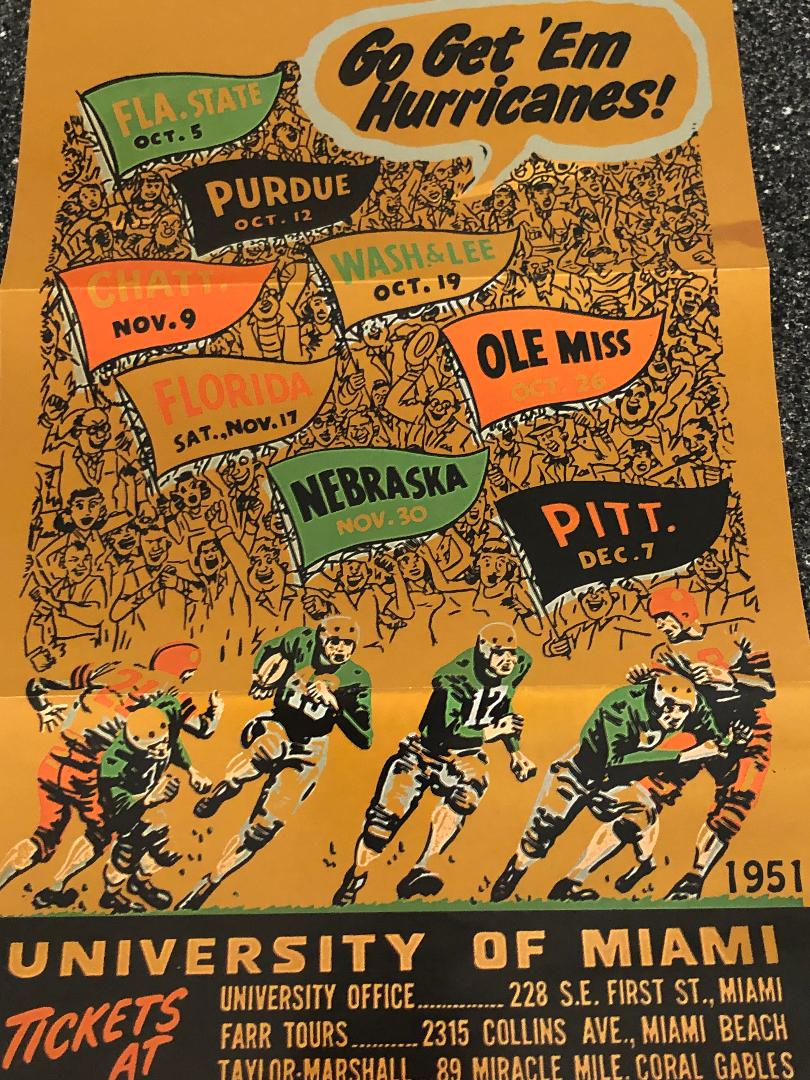 Go Get 'Em
Hurricanes!
FLA. STATE
OCT. 5
PURDUE
OCT. 12
WASH & LEE
OCT. 19
CHATT.
NOV. 9
OLE MISS
OCT. 26
FLORIDA
SAT., NOV. 17
NEBRASKA
NOV. 30
PITT.
DEC. 7
12
1951
UNIVERSITY OF MIAMI
TICKETS
AT
UNIVERSITY OFFICE............. 228 S.E. FIRST ST., MIAMI
FARR TOURS.......... 2315 COLLINS AVE., MIAMI BEACH
TAYLOR-MARSHALL 89 MIRACLE MILE, CORAL GABLES